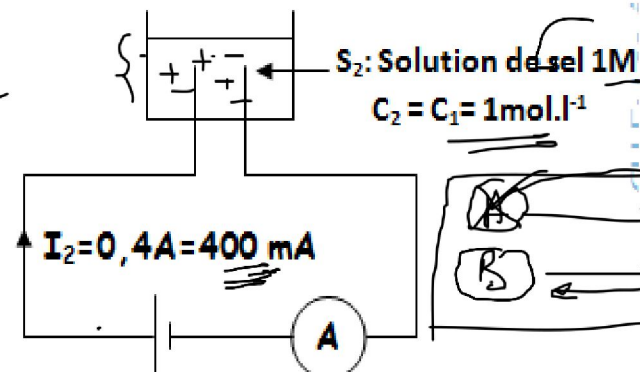 S₂: Solution de sel 1M
C₂ = C₁= 1mol.l⁻¹
I₂=0,4A=400 mA
A
A
B